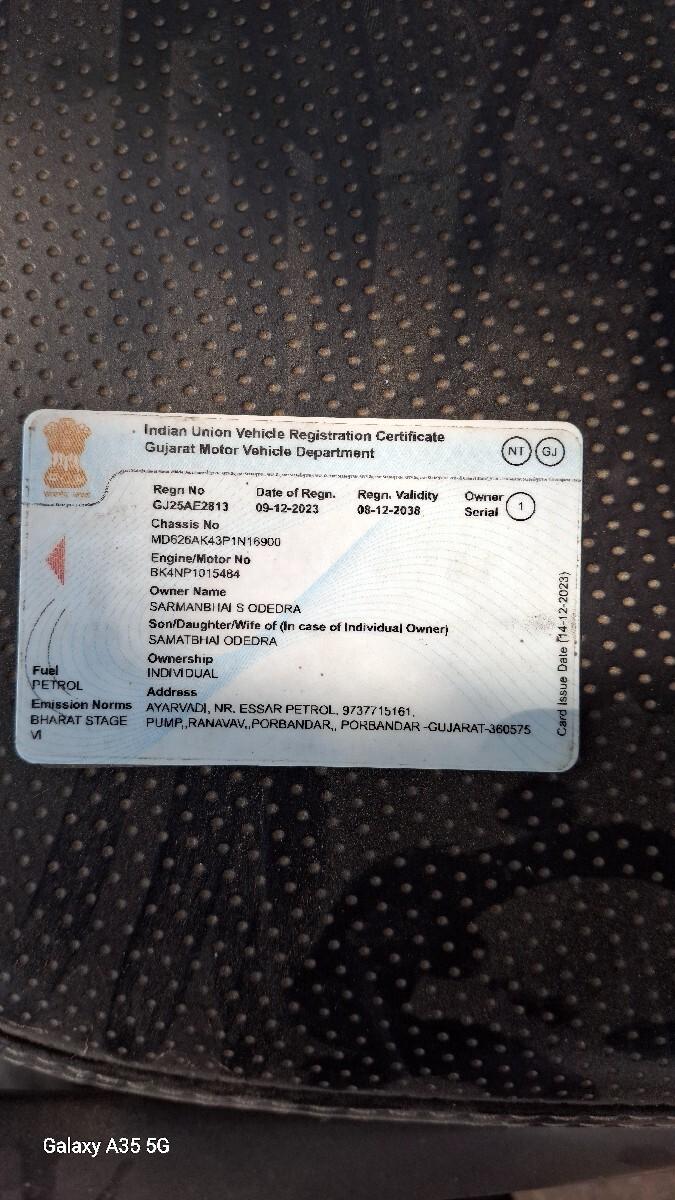 Indian Union Vehicle Registration Certificate
Gujarat Motor Vehicle Department
NT GJ
Regn No Date of Regn. Regn. Validity Owner Serial 1
GJ25AE2813 09-12-2023 08-12-2038
Chassis No
MD626AK43P1N16900
Engine/Motor No
BK4NP1015484
Owner Name
SARMANBHAI S ODEDRA
Son/Daughter/Wife of (In case of Individual Owner)
SAMATBHAI ODEDRA
Ownership
INDIVIDUAL
Fuel
PETROL
Emission Norms
BHARAT STAGE
VI
Address
AYARVADI, NR. ESSAR PETROL, 9737715161,
PUMP,,RANAVAV,,PORBANDAR,, PORBANDAR -GUJARAT-360575
Card Issue Date (14-12-2023)
Galaxy A35 5G